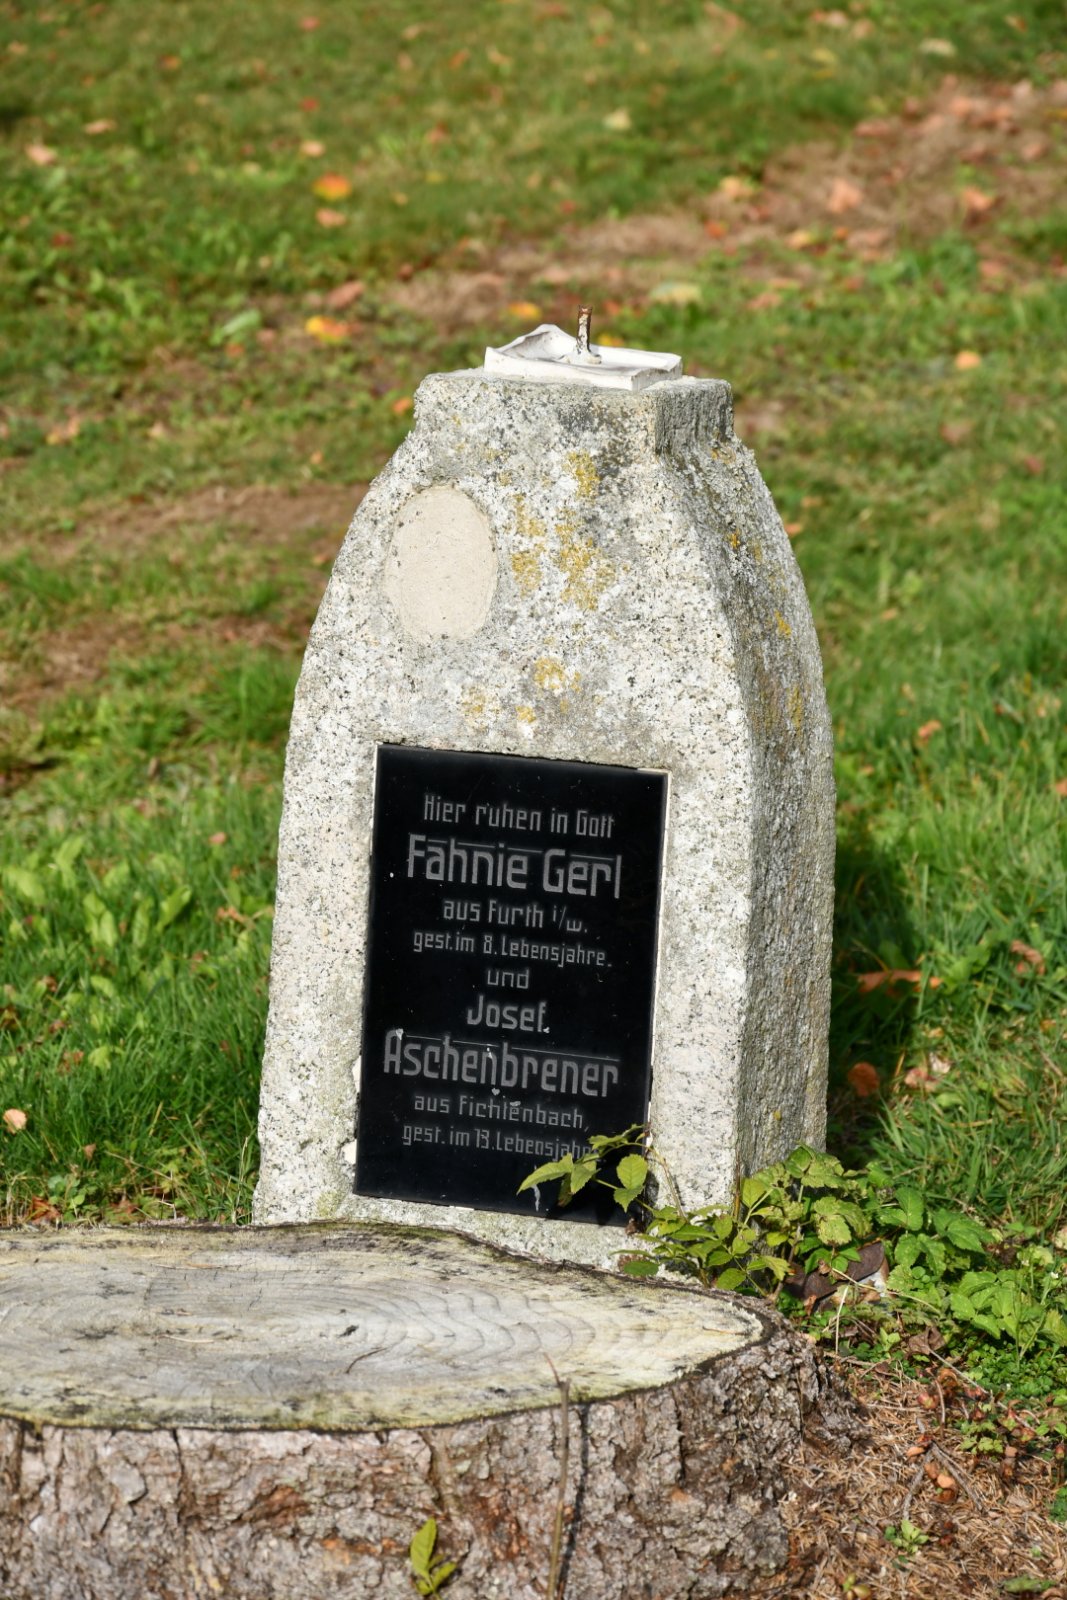 Hier ruhen in Gott
Fahnie Gerl
aus Furth i/W.
gest. im 8. Lebensjahre.
und
Josef
Aschenbrener
aus Fichtenbach,
gest. im 13. Lebensjahre